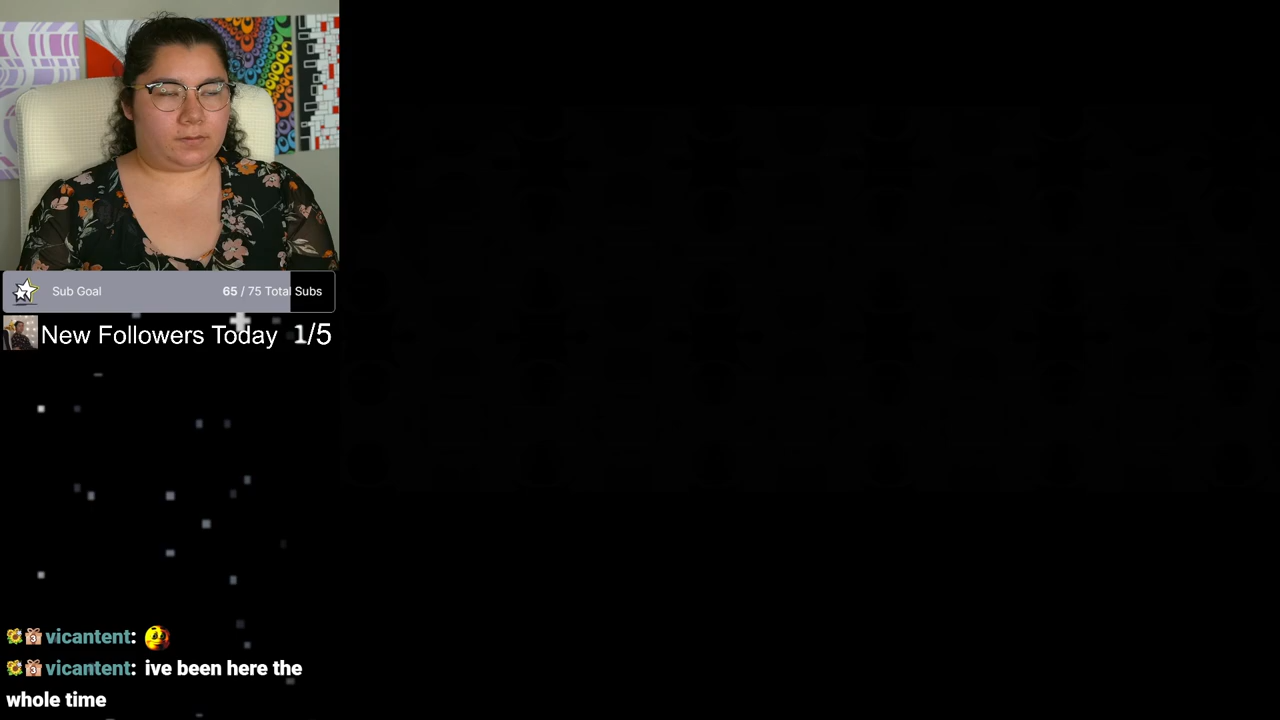 Sub Goal 65 / 75 Total Subs
New Followers Today 1/5
vicantent:
vicantent: ive been here the
whole time